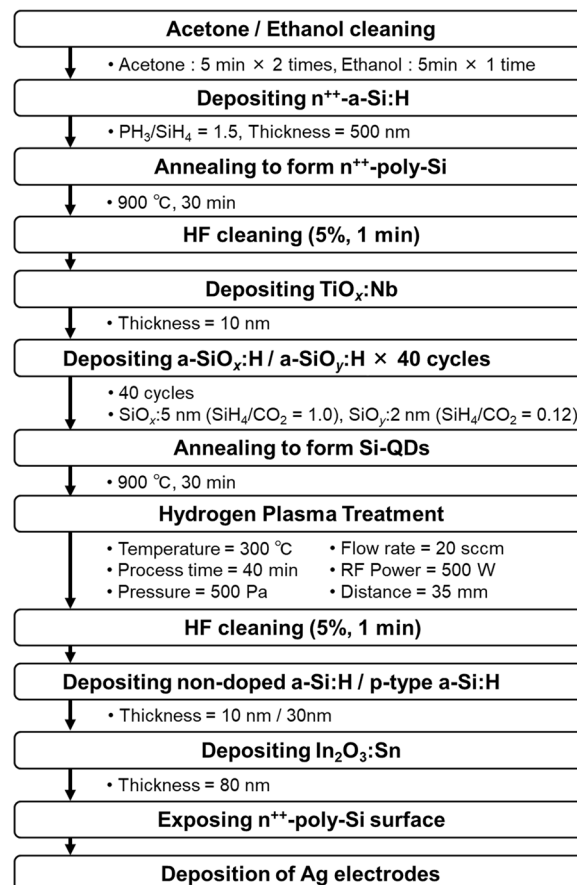 Acetone / Ethanol cleaning
• Acetone : 5 min × 2 times, Ethanol : 5min × 1 time
Depositing n⁺⁺-a-Si:H
• PH₃/SiH₄ = 1.5, Thickness = 500 nm
Annealing to form n⁺⁺-poly-Si
• 900 ℃, 30 min
HF cleaning (5%, 1 min)
Depositing TiOₓ:Nb
• Thickness = 10 nm
Depositing a-SiOₓ:H / a-SiOᵧ:H × 40 cycles
• 40 cycles
• SiOₓ:5 nm (SiH₄/CO₂ = 1.0), SiOᵧ:2 nm (SiH₄/CO₂ = 0.12)
Annealing to form Si-QDs
• 900 ℃, 30 min
Hydrogen Plasma Treatment
• Temperature = 300 ℃ • Flow rate = 20 sccm
• Process time = 40 min • RF Power = 500 W
• Pressure = 500 Pa • Distance = 35 mm
HF cleaning (5%, 1 min)
Depositing non-doped a-Si:H / p-type a-Si:H
• Thickness = 10 nm / 30nm
Depositing In₂O₃:Sn
• Thickness = 80 nm
Exposing n⁺⁺-poly-Si surface
Deposition of Ag electrodes